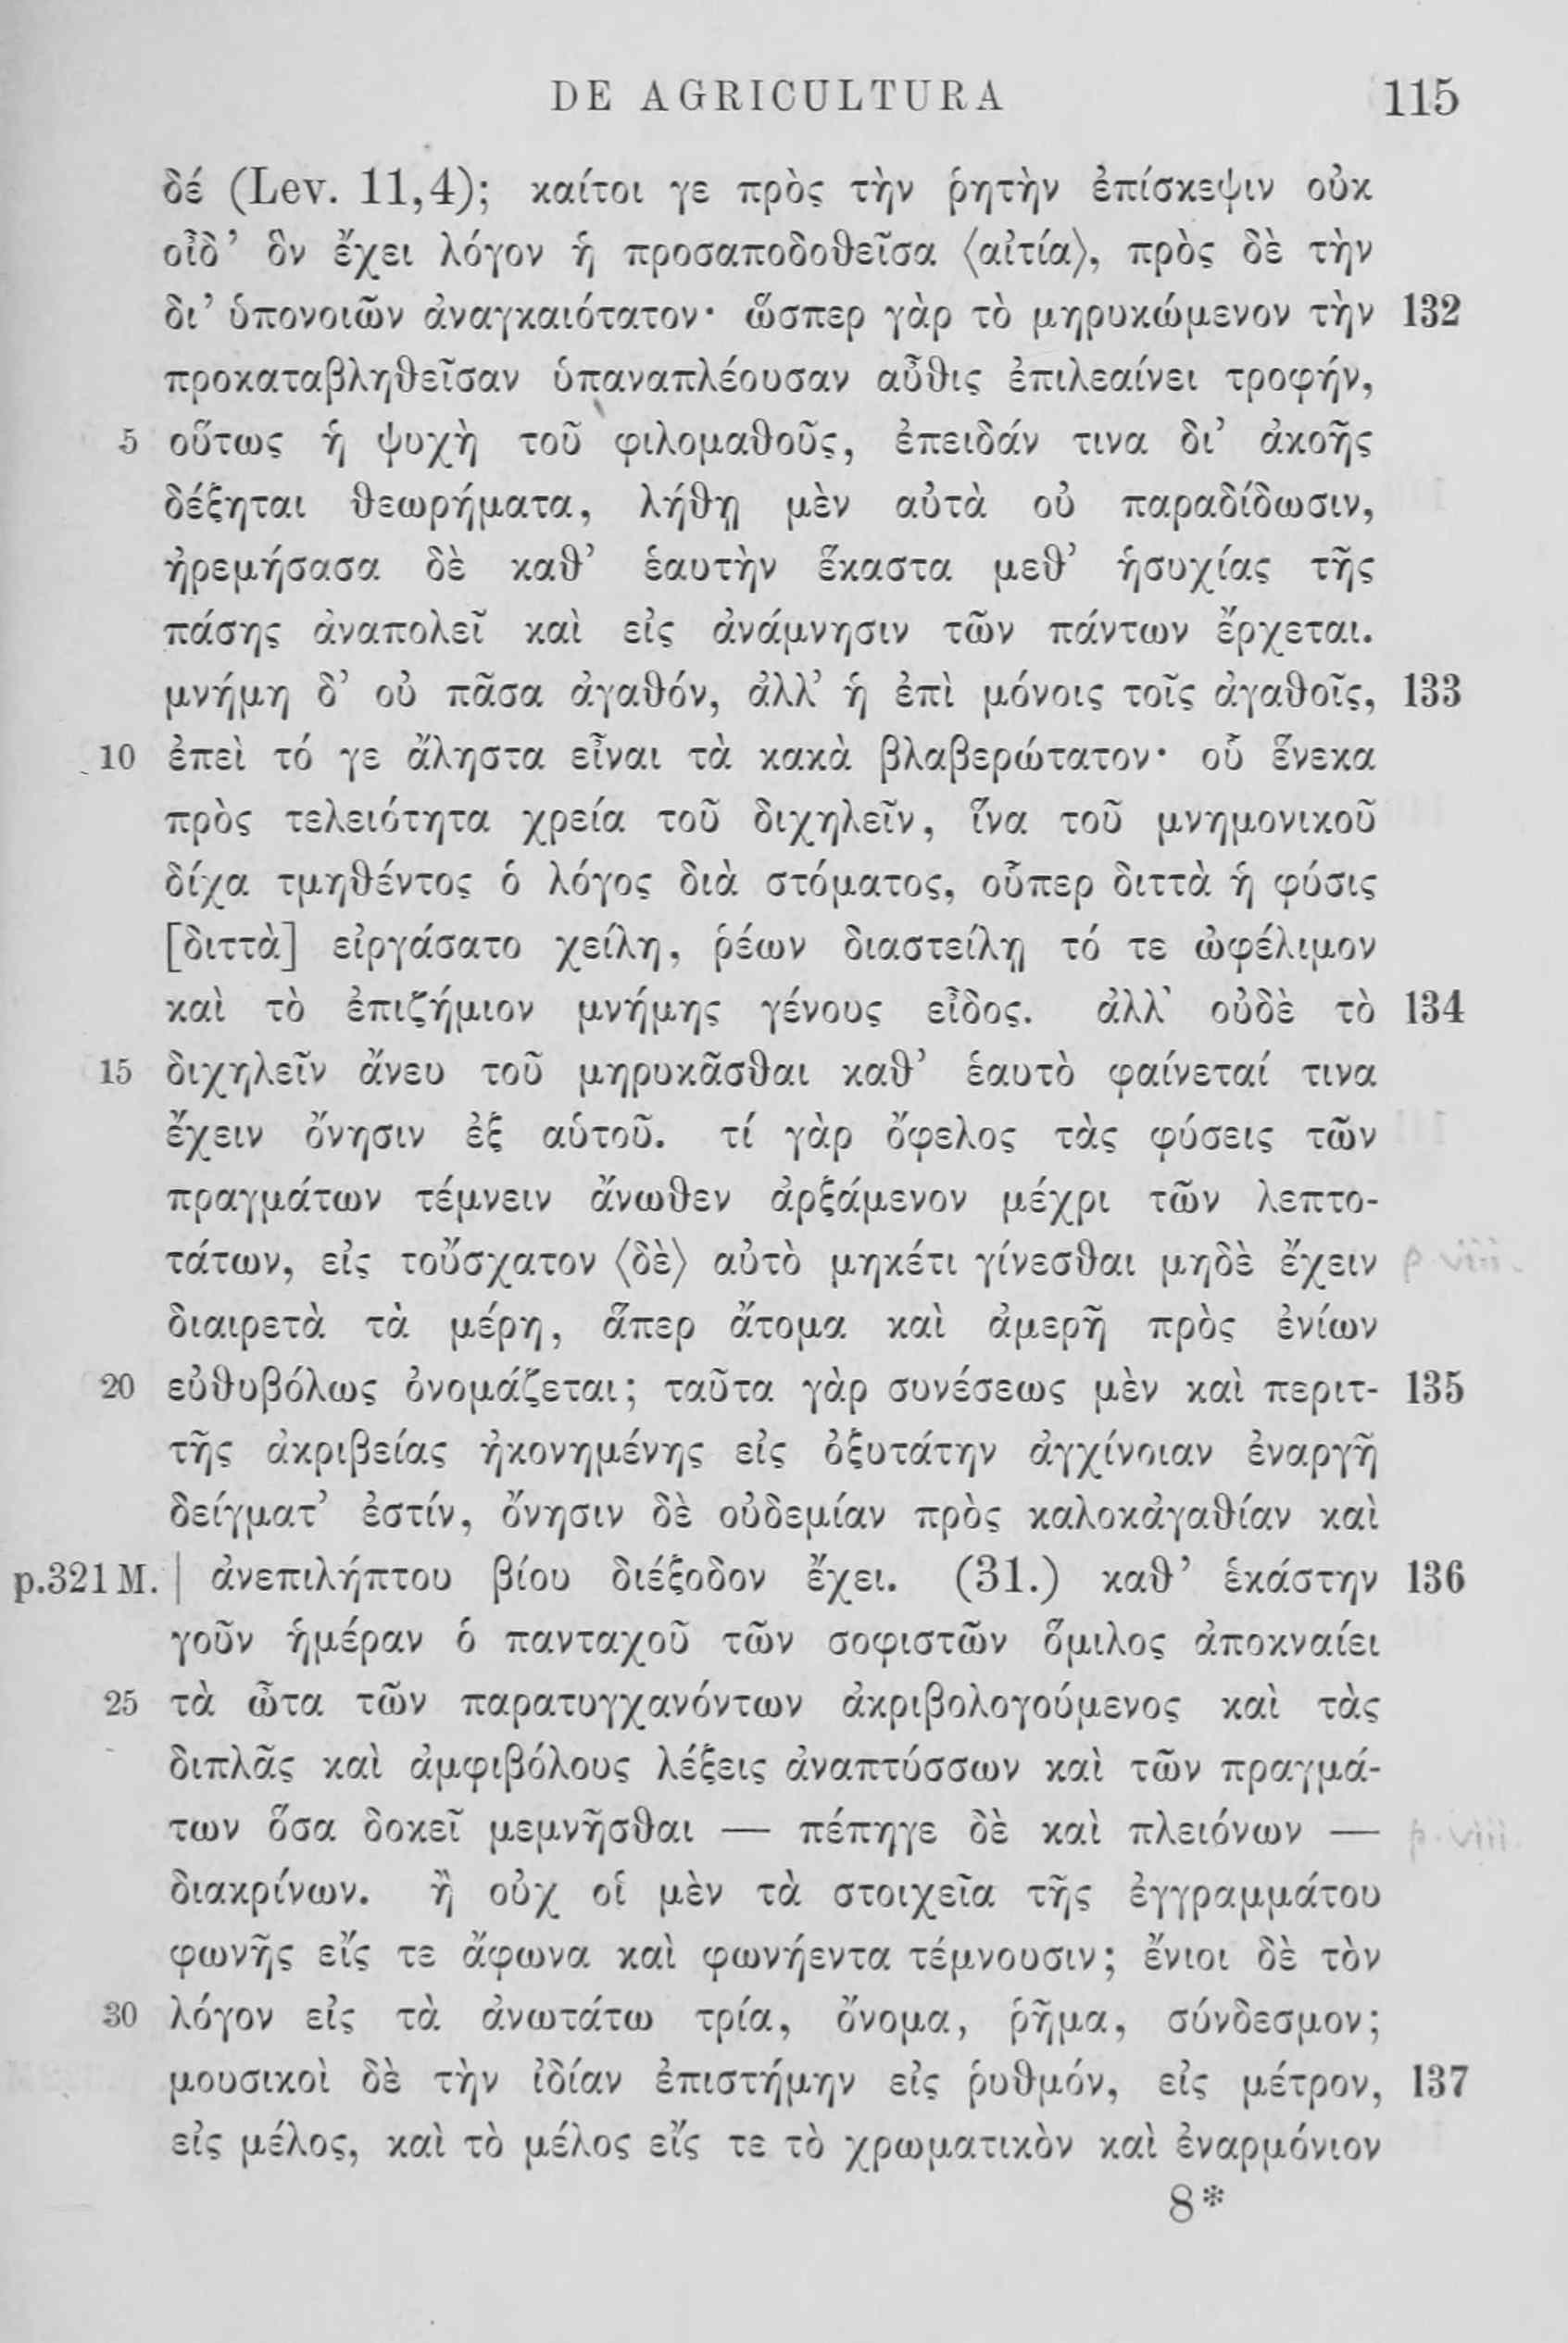 DE AGRICULTURA 115
δέ (Lev. 11,4); καίτοι γε πρὸς τὴν ῥητὴν ἐπίσκεψιν οὐκ
οἶδ’ ὃν ἔχει λόγον ἡ προσαποδοθεῖσα ⟨αἰτία⟩, πρὸς δὲ τὴν
δι’ ὑπονοιῶν ἀναγκαιότατον· ὥσπερ γὰρ τὸ μηρυκώμενον τὴν 132
προκαταβληθεῖσαν ὑπαναπλέουσαν αὖθις ἐπιλεαίνει τροφήν,
5 οὕτως ἡ ψυχὴ τοῦ φιλομαθοῦς, ἐπειδάν τινα δι’ ἀκοῆς
δέξηται θεωρήματα, λήθῃ μὲν αὐτὰ οὐ παραδίδωσιν,
ἠρεμήσασα δὲ καθ’ ἑαυτὴν ἕκαστα μεθ’ ἡσυχίας τῆς
πάσης ἀναπολεῖ καὶ εἰς ἀνάμνησιν τῶν πάντων ἔρχεται.
μνήμη δ’ οὐ πᾶσα ἀγαθόν, ἀλλ’ ἡ ἐπὶ μόνοις τοῖς ἀγαθοῖς, 133
10 ἐπεὶ τό γε ἄληστα εἶναι τὰ κακὰ βλαβερώτατον· οὗ ἕνεκα
πρὸς τελειότητα χρεία τοῦ διχηλεῖν, ἵνα τοῦ μνημονικοῦ
δίχα τμηθέντος ὁ λόγος διὰ στόματος, οὗπερ διττὰ ἡ φύσις
[διττὰ] εἰργάσατο χείλη, ῥέων διαστείλῃ τό τε ὠφέλιμον
καὶ τὸ ἐπιζήμιον μνήμης γένους εἶδος. ἀλλ’ οὐδὲ τὸ 134
15 διχηλεῖν ἄνευ τοῦ μηρυκᾶσθαι καθ’ ἑαυτὸ φαίνεταί τινα
ἔχειν ὄνησιν ἐξ αὑτοῦ. τί γὰρ ὄφελος τὰς φύσεις τῶν
πραγμάτων τέμνειν ἄνωθεν ἀρξάμενον μέχρι τῶν λεπτο-
τάτων, εἰς τοὔσχατον ⟨δὲ⟩ αὐτὸ μηκέτι γίνεσθαι μηδὲ ἔχειν p. viii.
διαιρετὰ τὰ μέρη, ἅπερ ἄτομα καὶ ἀμερῆ πρὸς ἐνίων
20 εὐθυβόλως ὀνομάζεται; ταῦτα γὰρ συνέσεως μὲν καὶ περιτ- 135
τῆς ἀκριβείας ἠκονημένης εἰς ὀξυτάτην ἀγχίνοιαν ἐναργῆ
δείγματ’ ἐστίν, ὄνησιν δὲ οὐδεμίαν πρὸς καλοκἀγαθίαν καὶ
p.321 M. | ἀνεπιλήπτου βίου διέξοδον ἔχει. (31.) καθ’ ἑκάστην 136
γοῦν ἡμέραν ὁ πανταχοῦ τῶν σοφιστῶν ὅμιλος ἀποκναίει
25 τὰ ὦτα τῶν παρατυγχανόντων ἀκριβολογούμενος καὶ τὰς
διπλᾶς καὶ ἀμφιβόλους λέξεις ἀναπτύσσων καὶ τῶν πραγμά-
των ὅσα δοκεῖ μεμνῆσθαι — πέπηγε δὲ καὶ πλειόνων — p. viii.
διακρίνων. ἢ οὐχ οἱ μὲν τὰ στοιχεῖα τῆς ἐγγραμμάτου
φωνῆς εἴς τε ἄφωνα καὶ φωνήεντα τέμνουσιν; ἔνιοι δὲ τὸν
30 λόγον εἰς τὰ ἀνωτάτω τρία, ὄνομα, ῥῆμα, σύνδεσμον;
μουσικοὶ δὲ τὴν ἰδίαν ἐπιστήμην εἰς ῥυθμόν, εἰς μέτρον, 137
εἰς μέλος, καὶ τὸ μέλος εἴς τε τὸ χρωματικὸν καὶ ἐναρμόνιον
8*